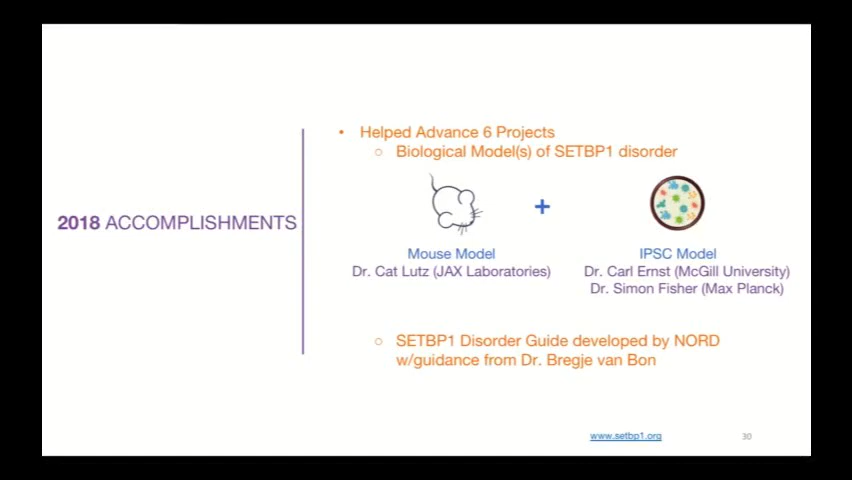 2018 ACCOMPLISHMENTS
• Helped Advance 6 Projects
○ Biological Model(s) of SETBP1 disorder
+
Mouse Model
Dr. Cat Lutz (JAX Laboratories)
IPSC Model
Dr. Carl Ernst (McGill University)
Dr. Simon Fisher (Max Planck)
○ SETBP1 Disorder Guide developed by NORD
w/guidance from Dr. Bregje van Bon
www.setbp1.org
30